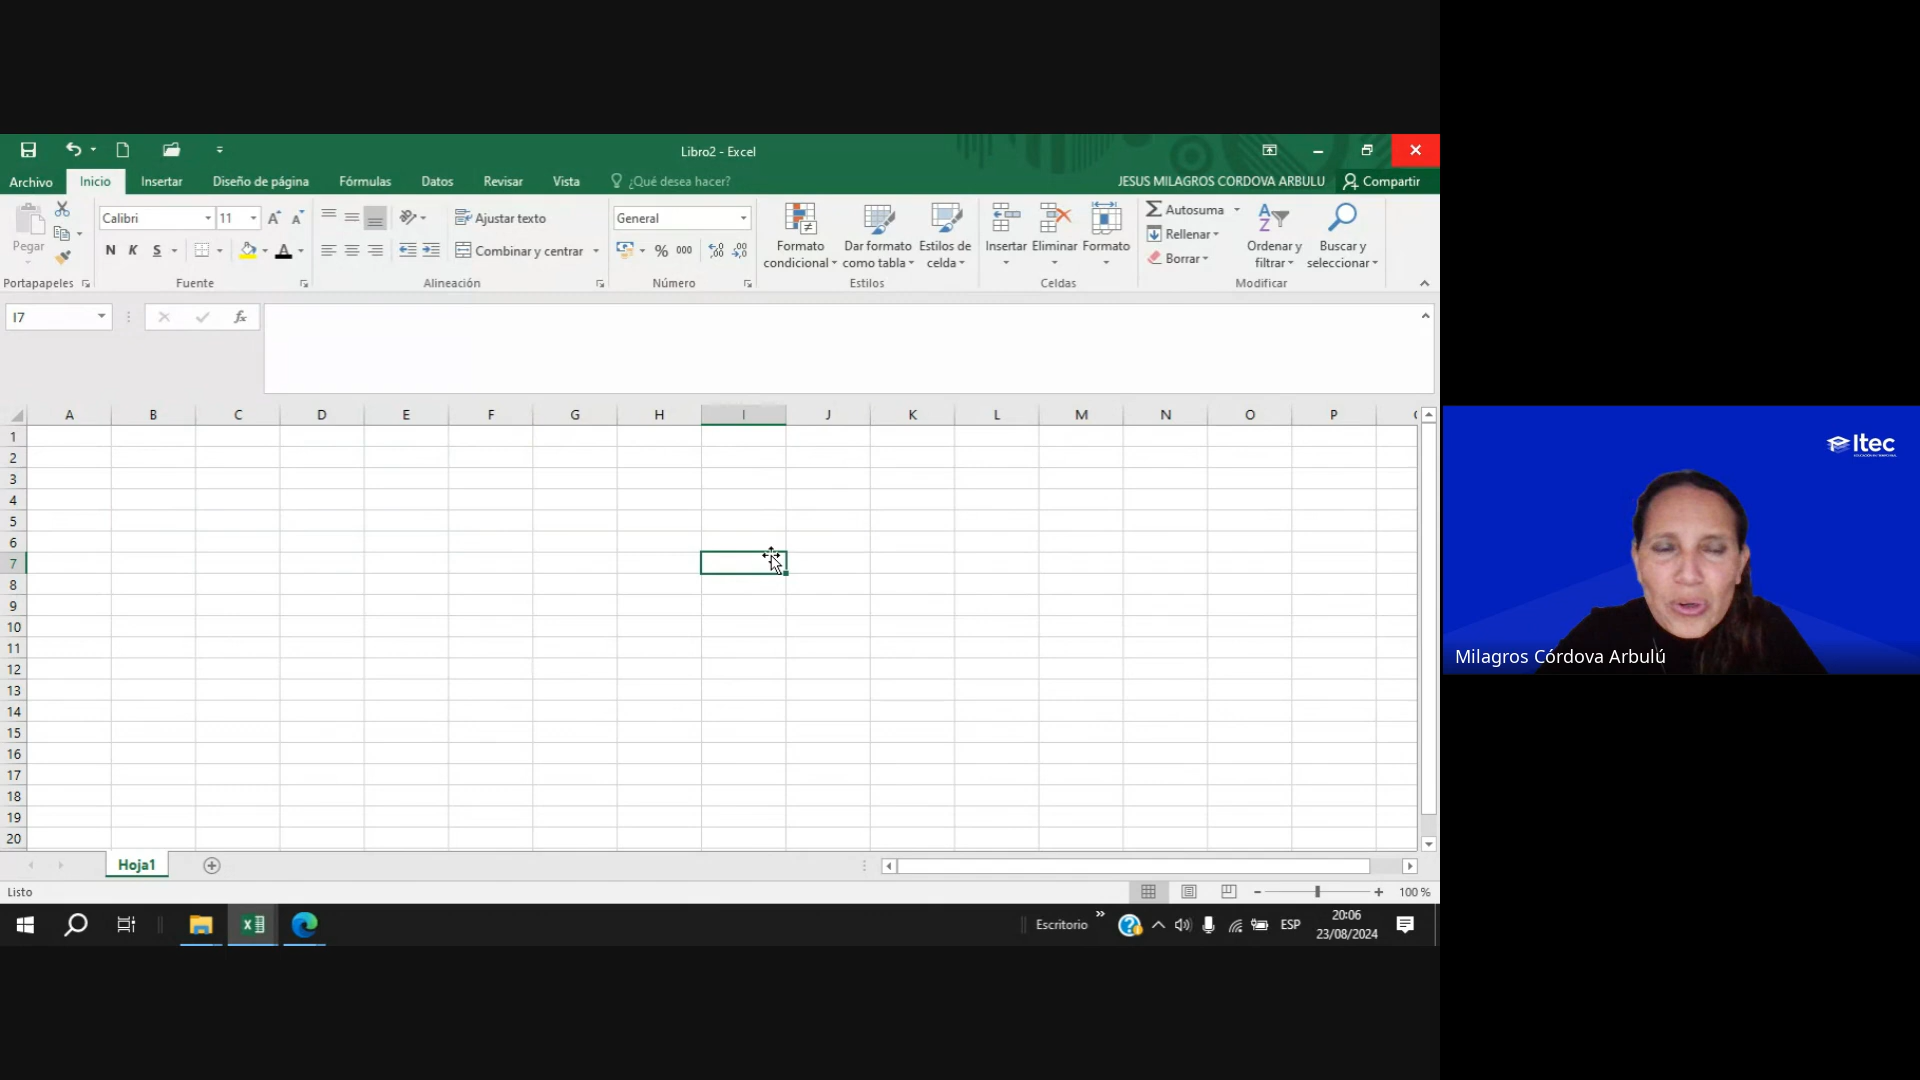 Libro2 - Excel
Archivo Inicio Insertar Diseño de página Fórmulas Datos Revisar Vista ¿Qué desea hacer? JESUS MILAGROS CORDOVA ARBULU Compartir
Pegar
Portapapeles
Calibri 11
N K S A
Fuente
Ajustar texto
Combinar y centrar
Alineación
General
% 000
Número
Formato condicional
Dar formato como tabla
Estilos de celda
Estilos
Insertar Eliminar Formato
Celdas
Autosuma
Rellenar
Borrar
Ordenar y filtrar
Buscar y seleccionar
Modificar
I7 fx
A B C D E F G H I J K L M N O P
1
2
3
4
5
6
7
8
9
10
11
12
13
14
15
16
17
18
19
20
Hoja1
Listo 100 %
Escritorio ESP 20:06
23/08/2024
Itec
Milagros Córdova Arbulú